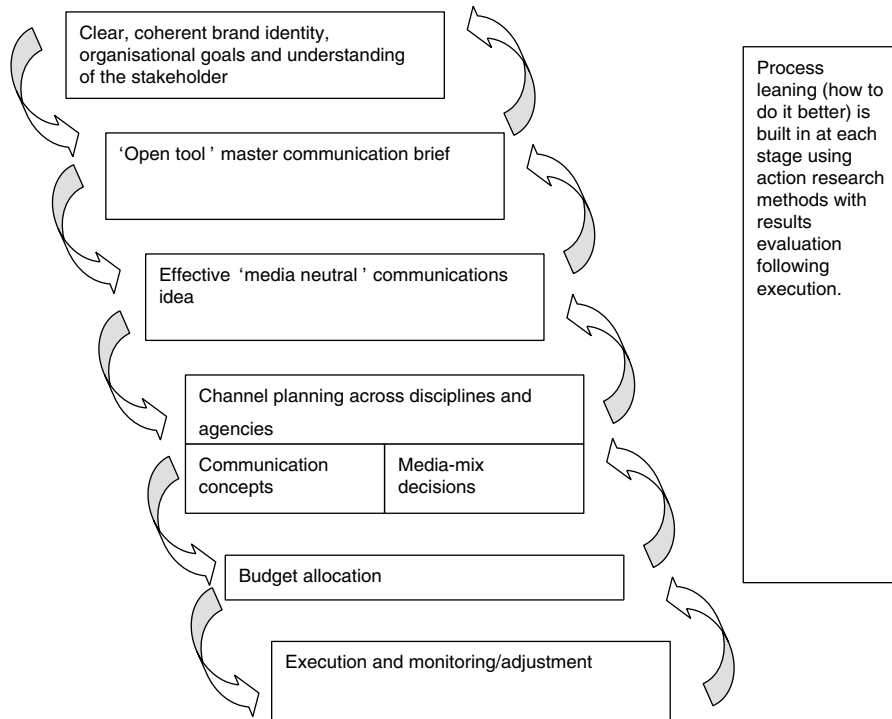 Clear, coherent brand identity,
organisational goals and understanding
of the stakeholder
‘Open tool ’ master communication brief
Effective ‘media neutral ’ communications
idea
Channel planning across disciplines and
agencies
Communication
concepts
Media-mix
decisions
Budget allocation
Execution and monitoring/adjustment
Process
leaning (how to
do it better) is
built in at each
stage using
action research
methods with
results
evaluation
following
execution.